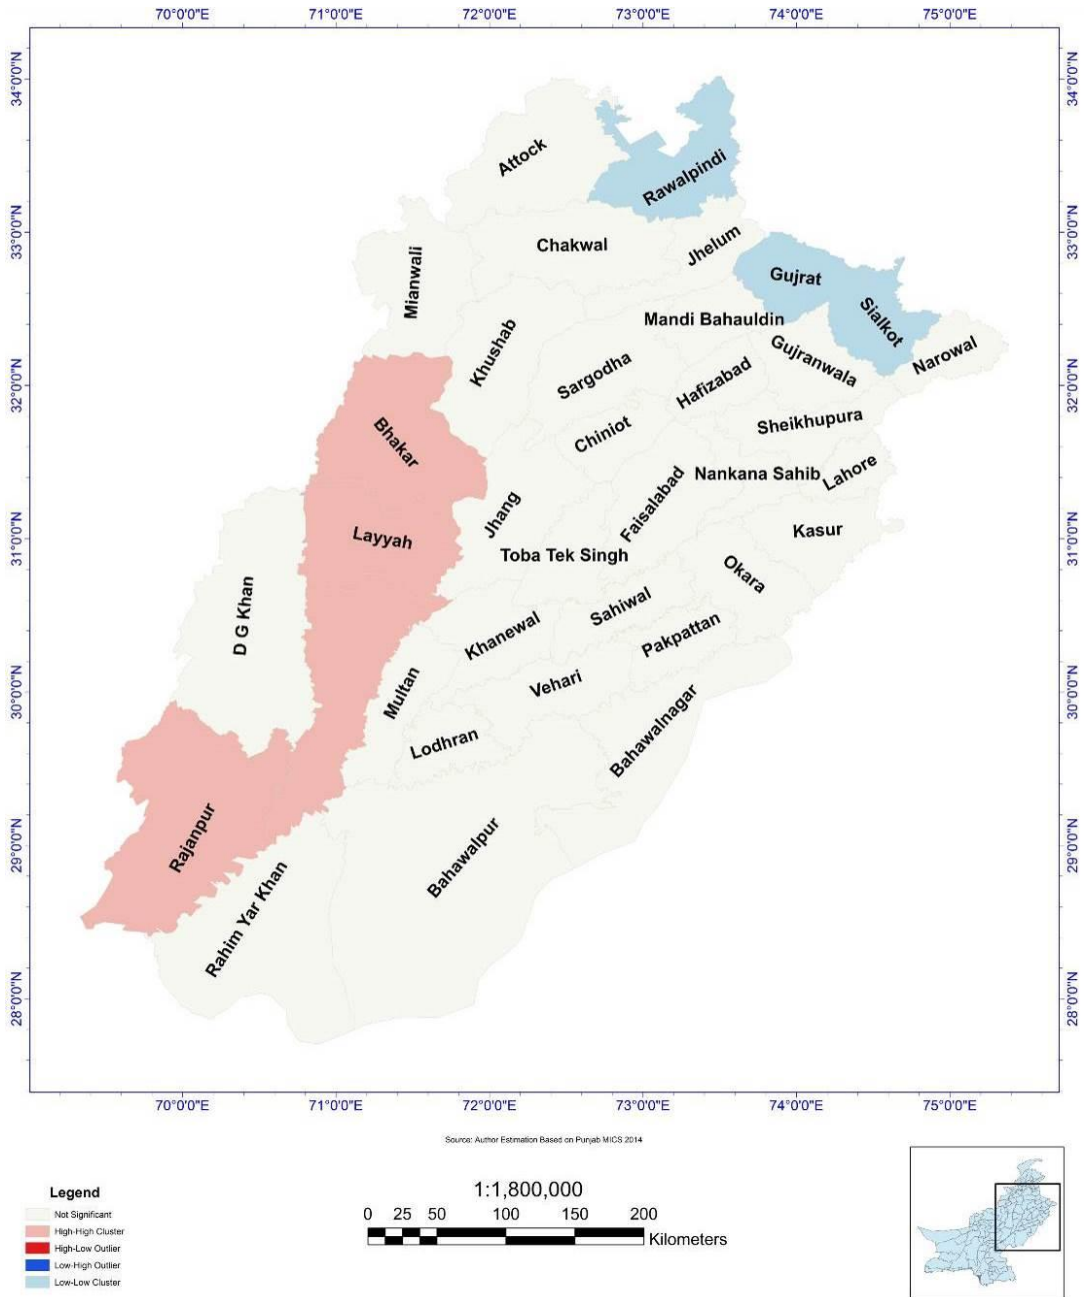 70°0'0"E 71°0'0"E 72°0'0"E 73°0'0"E 74°0'0"E 75°0'0"E
34°0'0"N 34°0'0"N
Attock
Rawalpindi
33°0'0"N 33°0'0"N
Chakwal
Jhelum
Mianwali
Gujrat
Mandi Bahauldin
Sialkot
Khushab
Gujranwala
Narowal
32°0'0"N 32°0'0"N
Sargodha
Hafizabad
Bhakar
Chiniot
Sheikhupura
Nankana Sahib
Lahore
Jhang
Faisalabad
31°0'0"N 31°0'0"N
Layyah
Kasur
Toba Tek Singh
Okara
D G Khan
Sahiwal
Khanewal
Pakpattan
30°0'0"N 30°0'0"N
Multan
Vehari
Lodhran
Bahawalnagar
29°0'0"N 29°0'0"N
Rajanpur
Bahawalpur
Rahim Yar Khan
28°0'0"N 28°0'0"N
70°0'0"E 71°0'0"E 72°0'0"E 73°0'0"E 74°0'0"E 75°0'0"E
Source: Author Estimation Based on Punjab MICS 2014
Legend
Not Significant
High-High Cluster
High-Low Outlier
Low-High Outlier
Low-Low Cluster
1:1,800,000
0 25 50 100 150 200
Kilometers